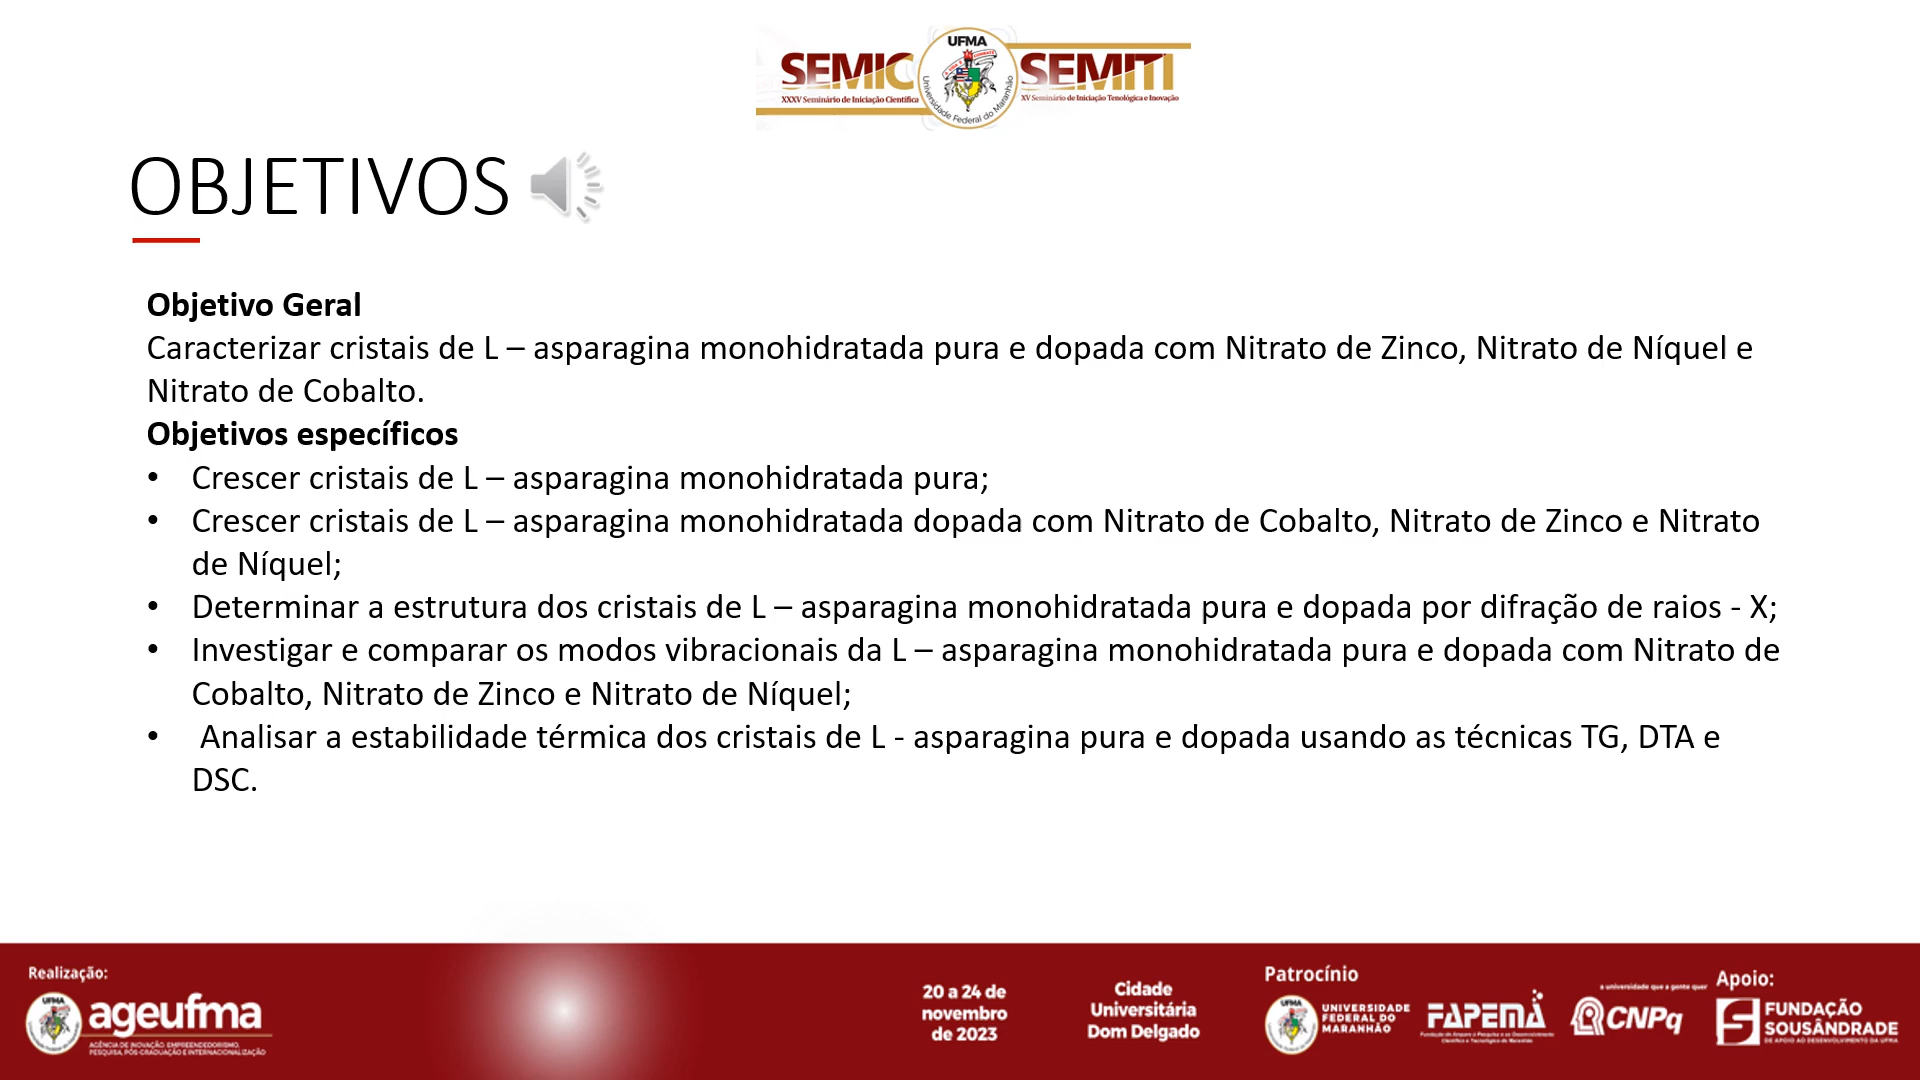 SEMIC
XXXV Seminário de Iniciação Científica
UFMA
Universidade Federal do Maranhão
SEMITI
XV Seminário de Iniciação Tenológica e Inovação
OBJETIVOS
Objetivo Geral
Caracterizar cristais de L – asparagina monohidratada pura e dopada com Nitrato de Zinco, Nitrato de Níquel e
Nitrato de Cobalto.
Objetivos específicos
• Crescer cristais de L – asparagina monohidratada pura;
• Crescer cristais de L – asparagina monohidratada dopada com Nitrato de Cobalto, Nitrato de Zinco e Nitrato
de Níquel;
• Determinar a estrutura dos cristais de L – asparagina monohidratada pura e dopada por difração de raios - X;
• Investigar e comparar os modos vibracionais da L – asparagina monohidratada pura e dopada com Nitrato de
Cobalto, Nitrato de Zinco e Nitrato de Níquel;
• Analisar a estabilidade térmica dos cristais de L - asparagina pura e dopada usando as técnicas TG, DTA e
DSC.
Realização:
UFMA
ageufma
AGÊNCIA DE INOVAÇÃO, EMPREENDEDORISMO,
PESQUISA, PÓS-GRADUAÇÃO E INTERNACIONALIZAÇÃO
20 a 24 de
novembro
de 2023
Cidade
Universitária
Dom Delgado
Patrocínio
UFMA
UNIVERSIDADE
FEDERAL DO
MARANHÃO
FAPEMA
Fundação de Amparo à Pesquisa e ao Desenvolvimento
Científico e Tecnológico do Maranhão
a universidade que a gente quer
CNPq
Apoio:
FUNDAÇÃO
SOUSÂNDRADE
DE APOIO AO DESENVOLVIMENTO DA UFMA